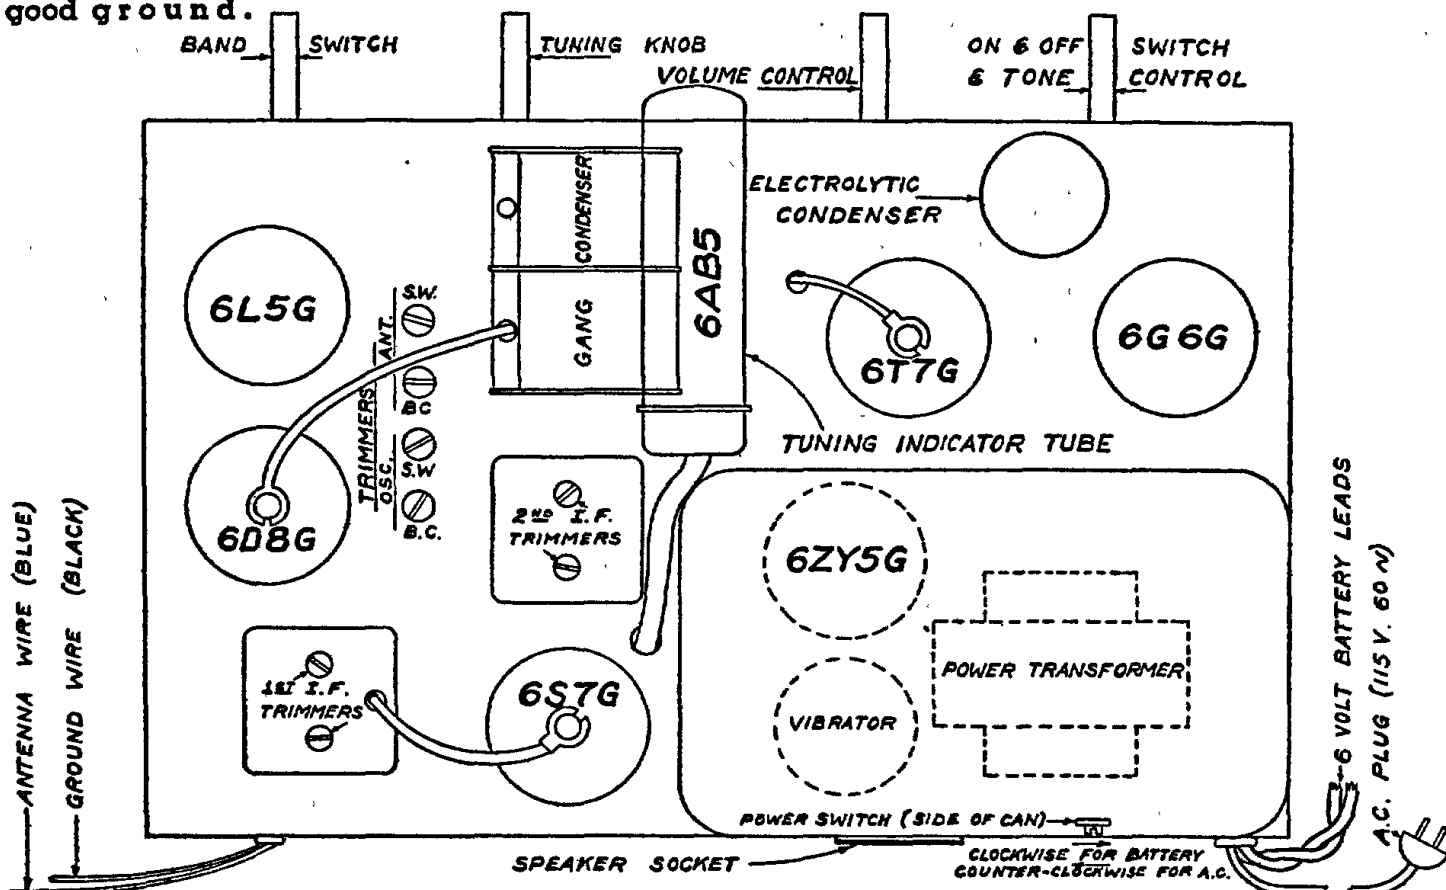 good ground.
BAND SWITCH
TUNING KNOB
VOLUME CONTROL
ON & OFF SWITCH
& TONE CONTROL
ELECTROLYTIC
CONDENSER
GANG CONDENSER
6AB5
6L5G
S.W.
ANT.
BC
TRIMMERS
OSC.
S.W
B.C.
6T7G
6G6G
TUNING INDICATOR TUBE
6D8G
2ND I.F.
TRIMMERS
6ZY5G
POWER TRANSFORMER
VIBRATOR
1ST I.F.
TRIMMERS
6S7G
ANTENNA WIRE (BLUE)
GROUND WIRE (BLACK)
6 VOLT BATTERY LEADS
A.C. PLUG (115 V. 60 N)
POWER SWITCH (SIDE OF CAN)
SPEAKER SOCKET
CLOCKWISE FOR BATTERY
COUNTER-CLOCKWISE FOR A.C.